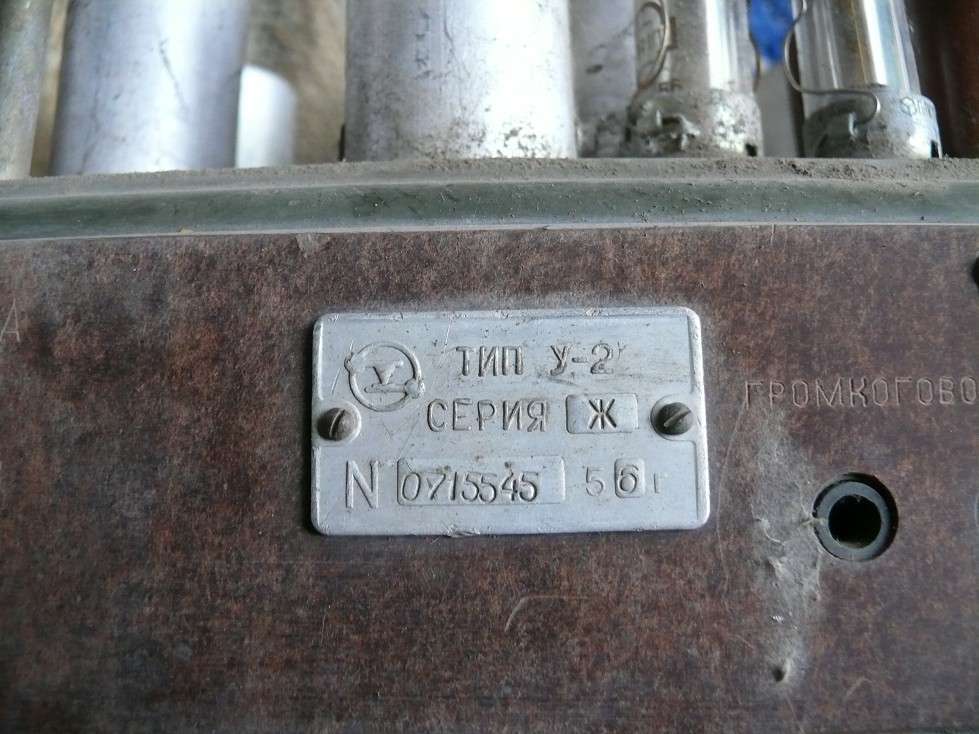 ТИП У-2
СЕРИЯ Ж
N 0715545 56 г
ГРОМКОГОВО
А